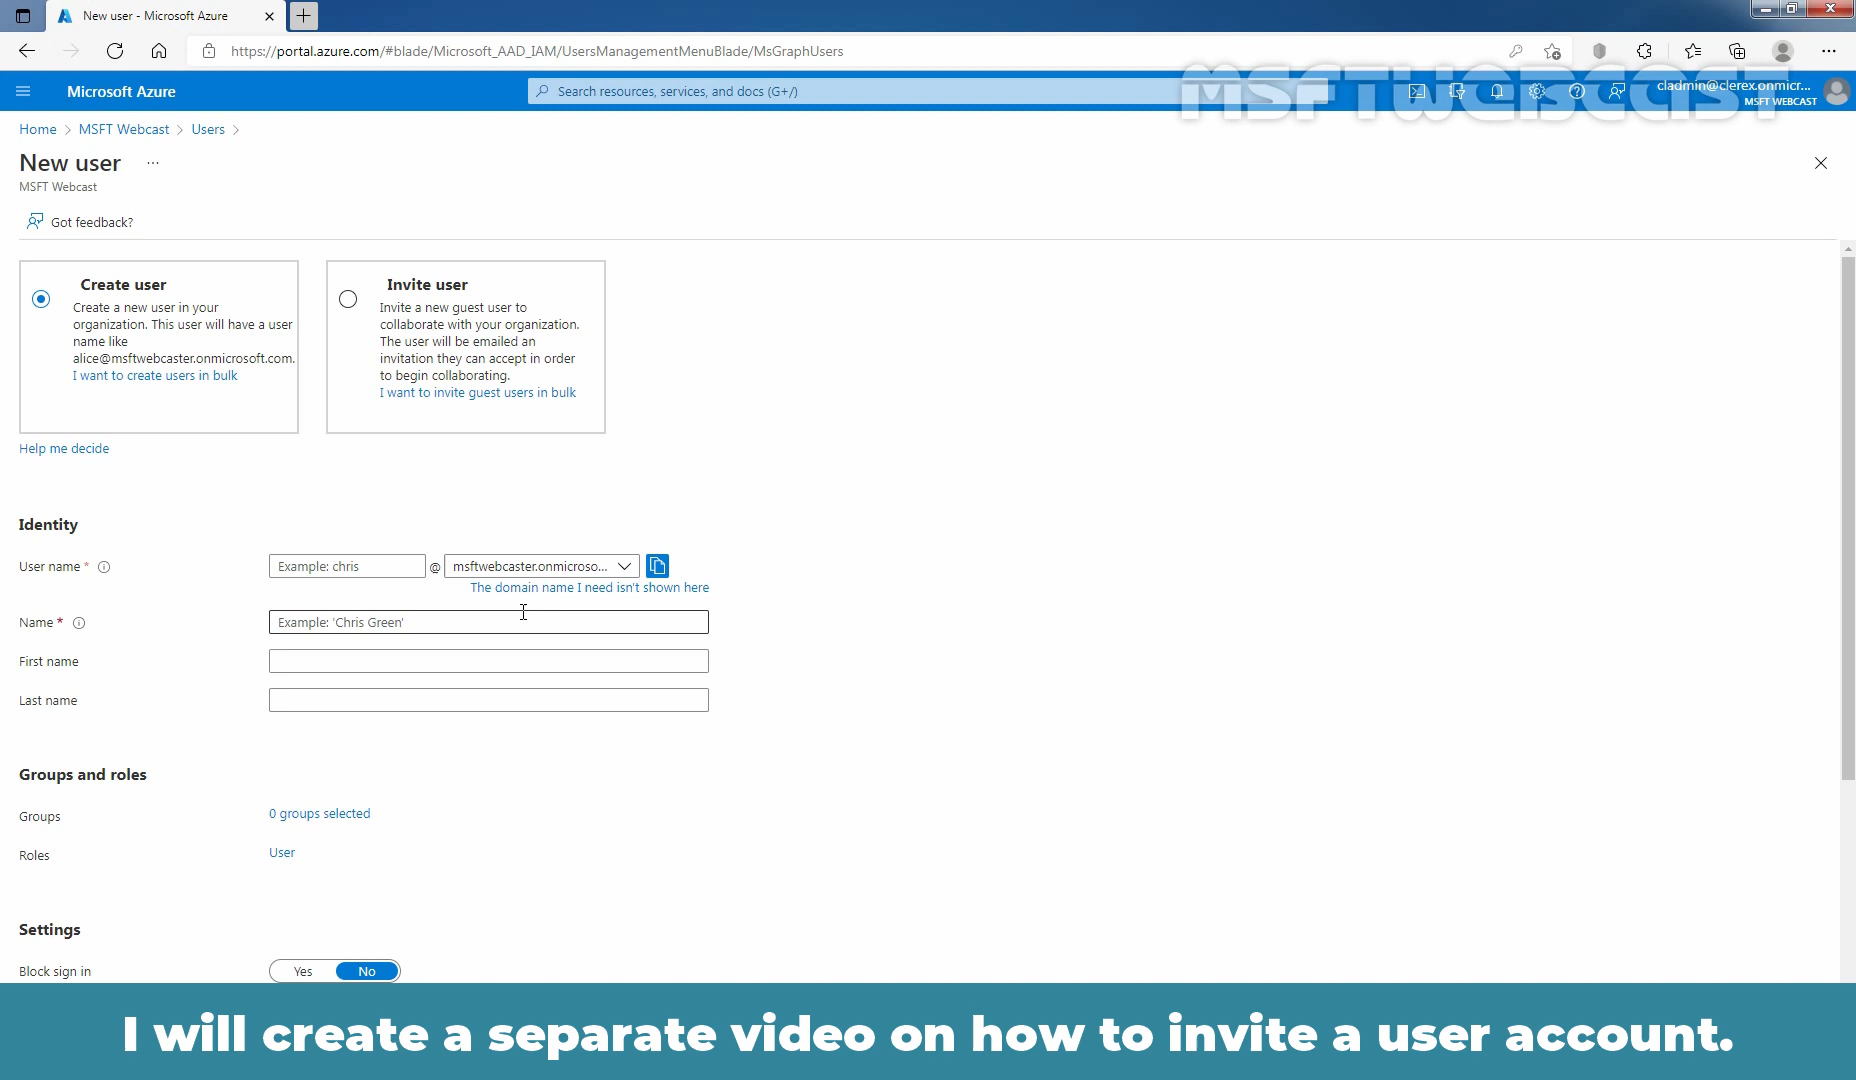 New user - Microsoft Azure
https://portal.azure.com/#blade/Microsoft_AAD_IAM/UsersManagementMenuBlade/MsGraphUsers
Microsoft Azure
Search resources, services, and docs (G+/)
MSFTWEBCAST
cladmin@clerex.onmicr...
MSFT WEBCAST
Home > MSFT Webcast > Users >
New user ...
MSFT Webcast
Got feedback?
Create user
Create a new user in your
organization. This user will have a user
name like
alice@msftwebcaster.onmicrosoft.com.
I want to create users in bulk
Invite user
Invite a new guest user to
collaborate with your organization.
The user will be emailed an
invitation they can accept in order
to begin collaborating.
I want to invite guest users in bulk
Help me decide
Identity
User name * Example: chris @ msftwebcaster.onmicroso...
The domain name I need isn't shown here
Name * Example: 'Chris Green'
First name
Last name
Groups and roles
Groups 0 groups selected
Roles User
Settings
Block sign in Yes No
I will create a separate video on how to invite a user account.